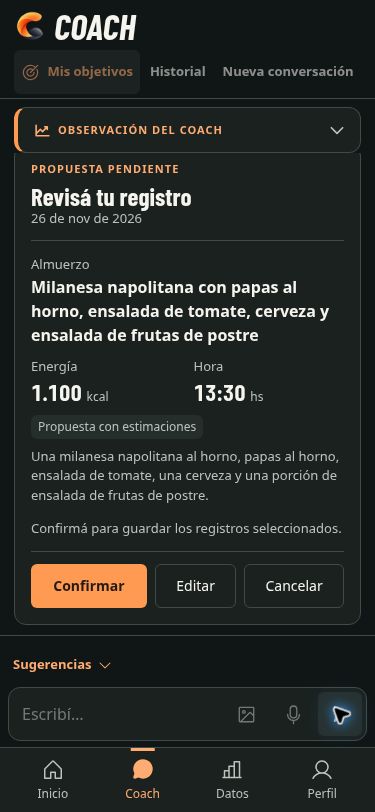 COACH
Mis objetivos Historial Nueva conversación
OBSERVACIÓN DEL COACH
PROPUESTA PENDIENTE
Revisá tu registro
26 de nov de 2026
Almuerzo
Milanesa napolitana con papas al
horno, ensalada de tomate, cerveza y
ensalada de frutas de postre
Energía Hora
1.100 kcal 13:30 hs
Propuesta con estimaciones
Una milanesa napolitana al horno, papas al horno,
ensalada de tomate, una cerveza y una porción de
ensalada de frutas de postre.
Confirmá para guardar los registros seleccionados.
Confirmar Editar Cancelar
Sugerencias
Escribí...
Inicio Coach Datos Perfil